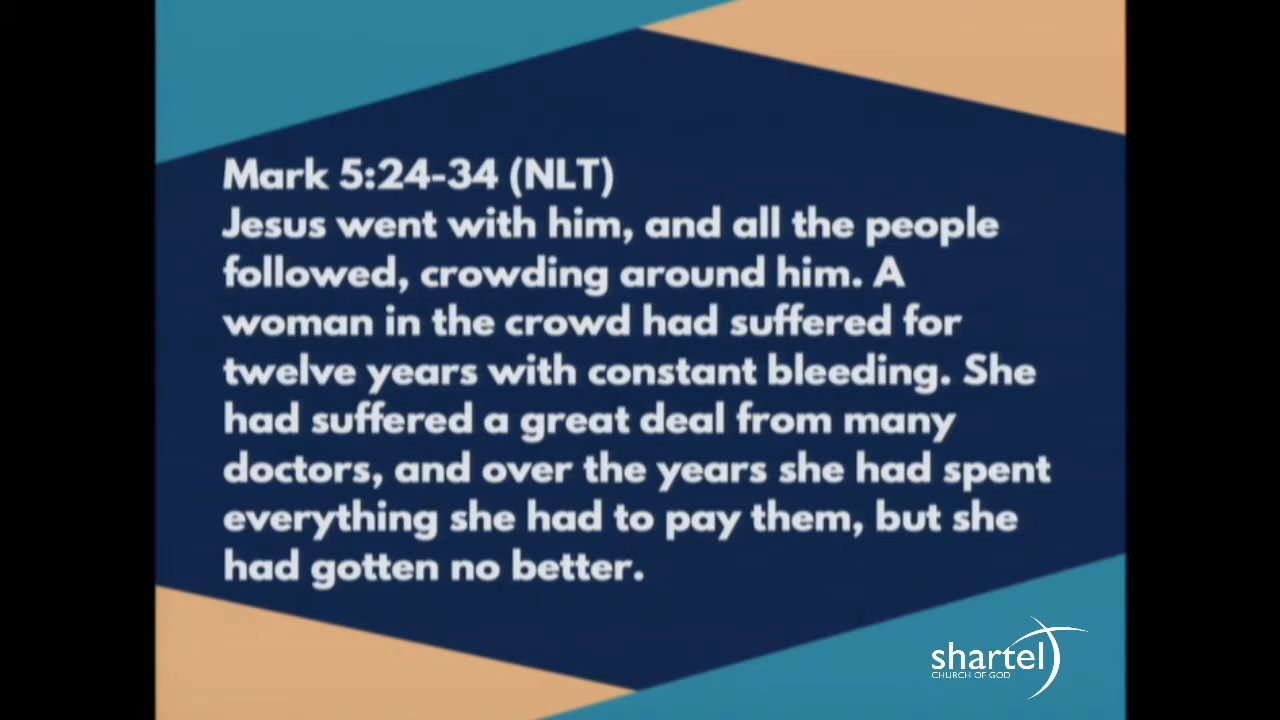 Mark 5:24-34 (NLT)
Jesus went with him, and all the people
followed, crowding around him. A
woman in the crowd had suffered for
twelve years with constant bleeding. She
had suffered a great deal from many
doctors, and over the years she had spent
everything she had to pay them, but she
had gotten no better.
shartel
CHURCH OF GOD